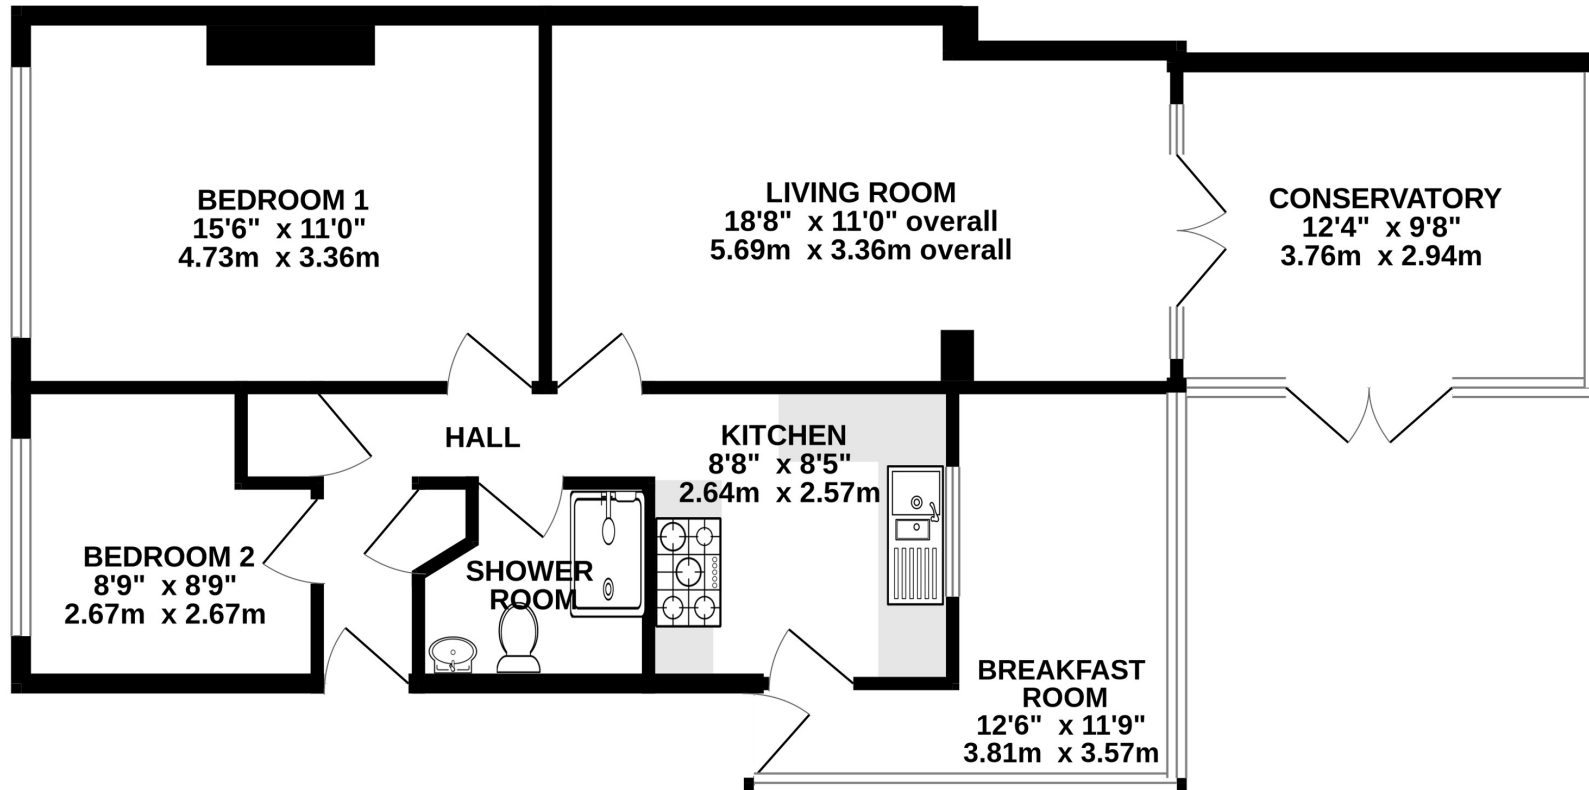 BEDROOM 1
15'6" x 11'0"
4.73m x 3.36m
LIVING ROOM
18'8" x 11'0" overall
5.69m x 3.36m overall
CONSERVATORY
12'4" x 9'8"
3.76m x 2.94m
HALL
KITCHEN
8'8" x 8'5"
2.64m x 2.57m
BEDROOM 2
8'9" x 8'9"
2.67m x 2.67m
SHOWER
ROOM
BREAKFAST
ROOM
12'6" x 11'9"
3.81m x 3.57m